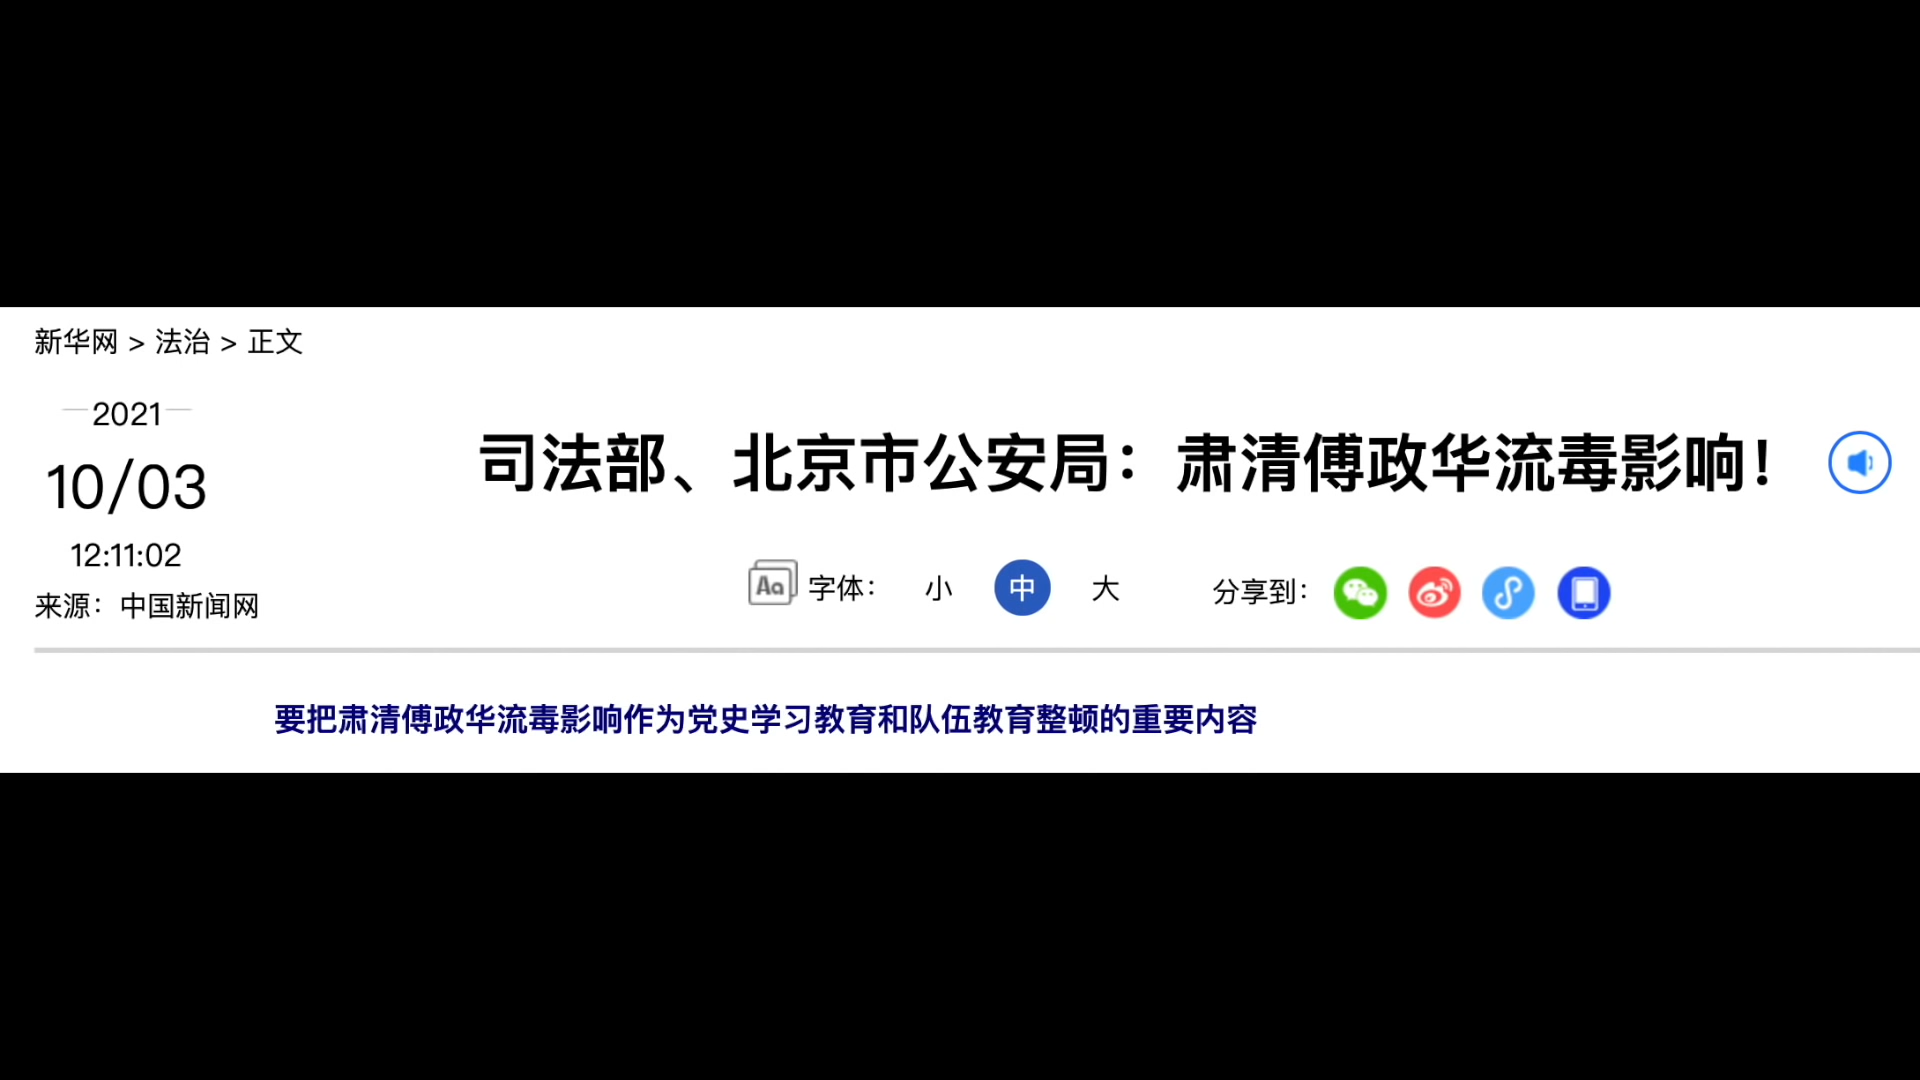 新华网 > 法治 > 正文
2021
10/03
12:11:02
来源：中国新闻网
司法部、北京市公安局：肃清傅政华流毒影响！
Aa 字体： 小 中 大 分享到：
要把肃清傅政华流毒影响作为党史学习教育和队伍教育整顿的重要内容